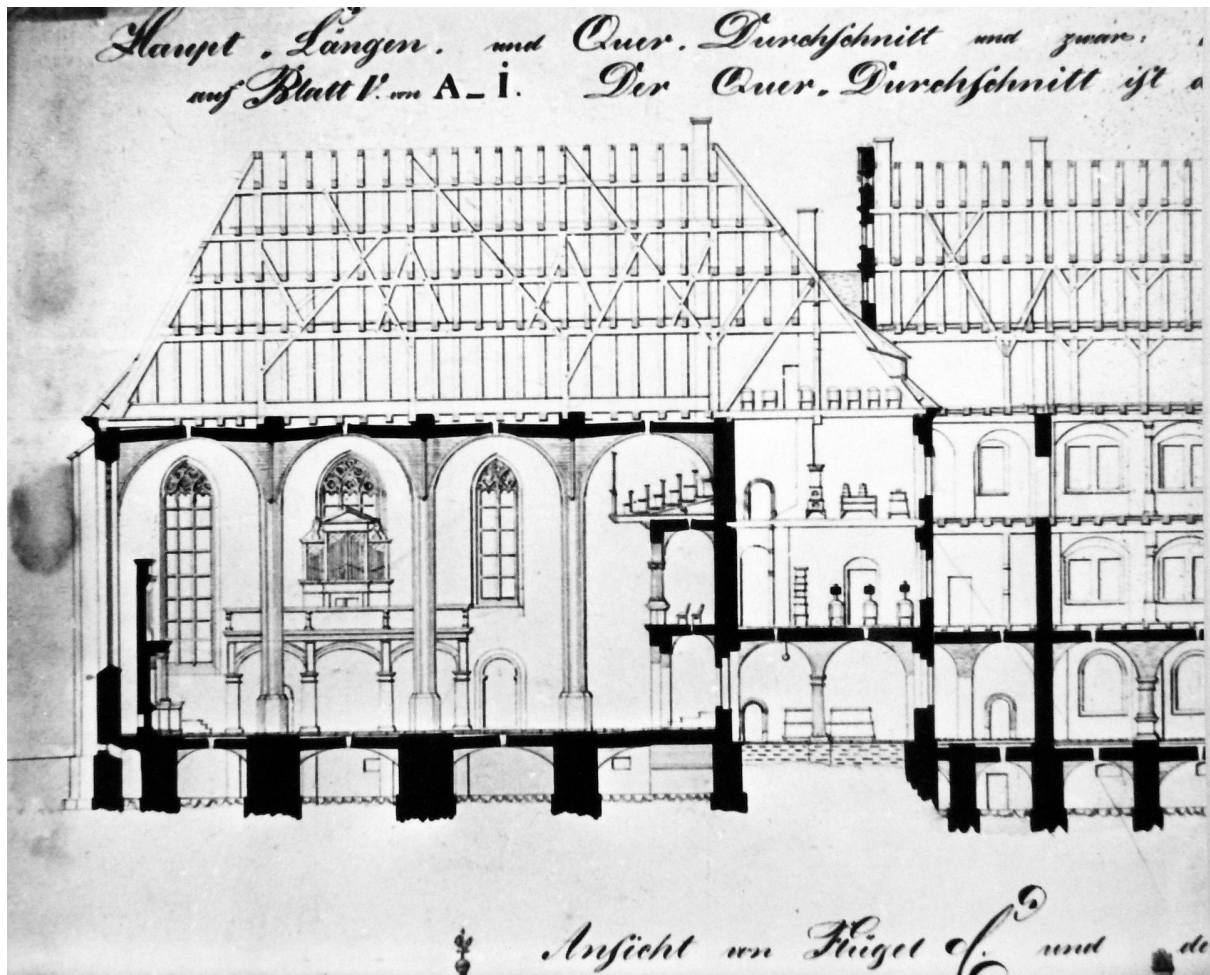 Haupt, Längen. und Quer. Durchschnitt und zwar:
auf Blatt V. von A_I. Der Quer. Durchschnitt ist
Ansicht von Flügel C. und